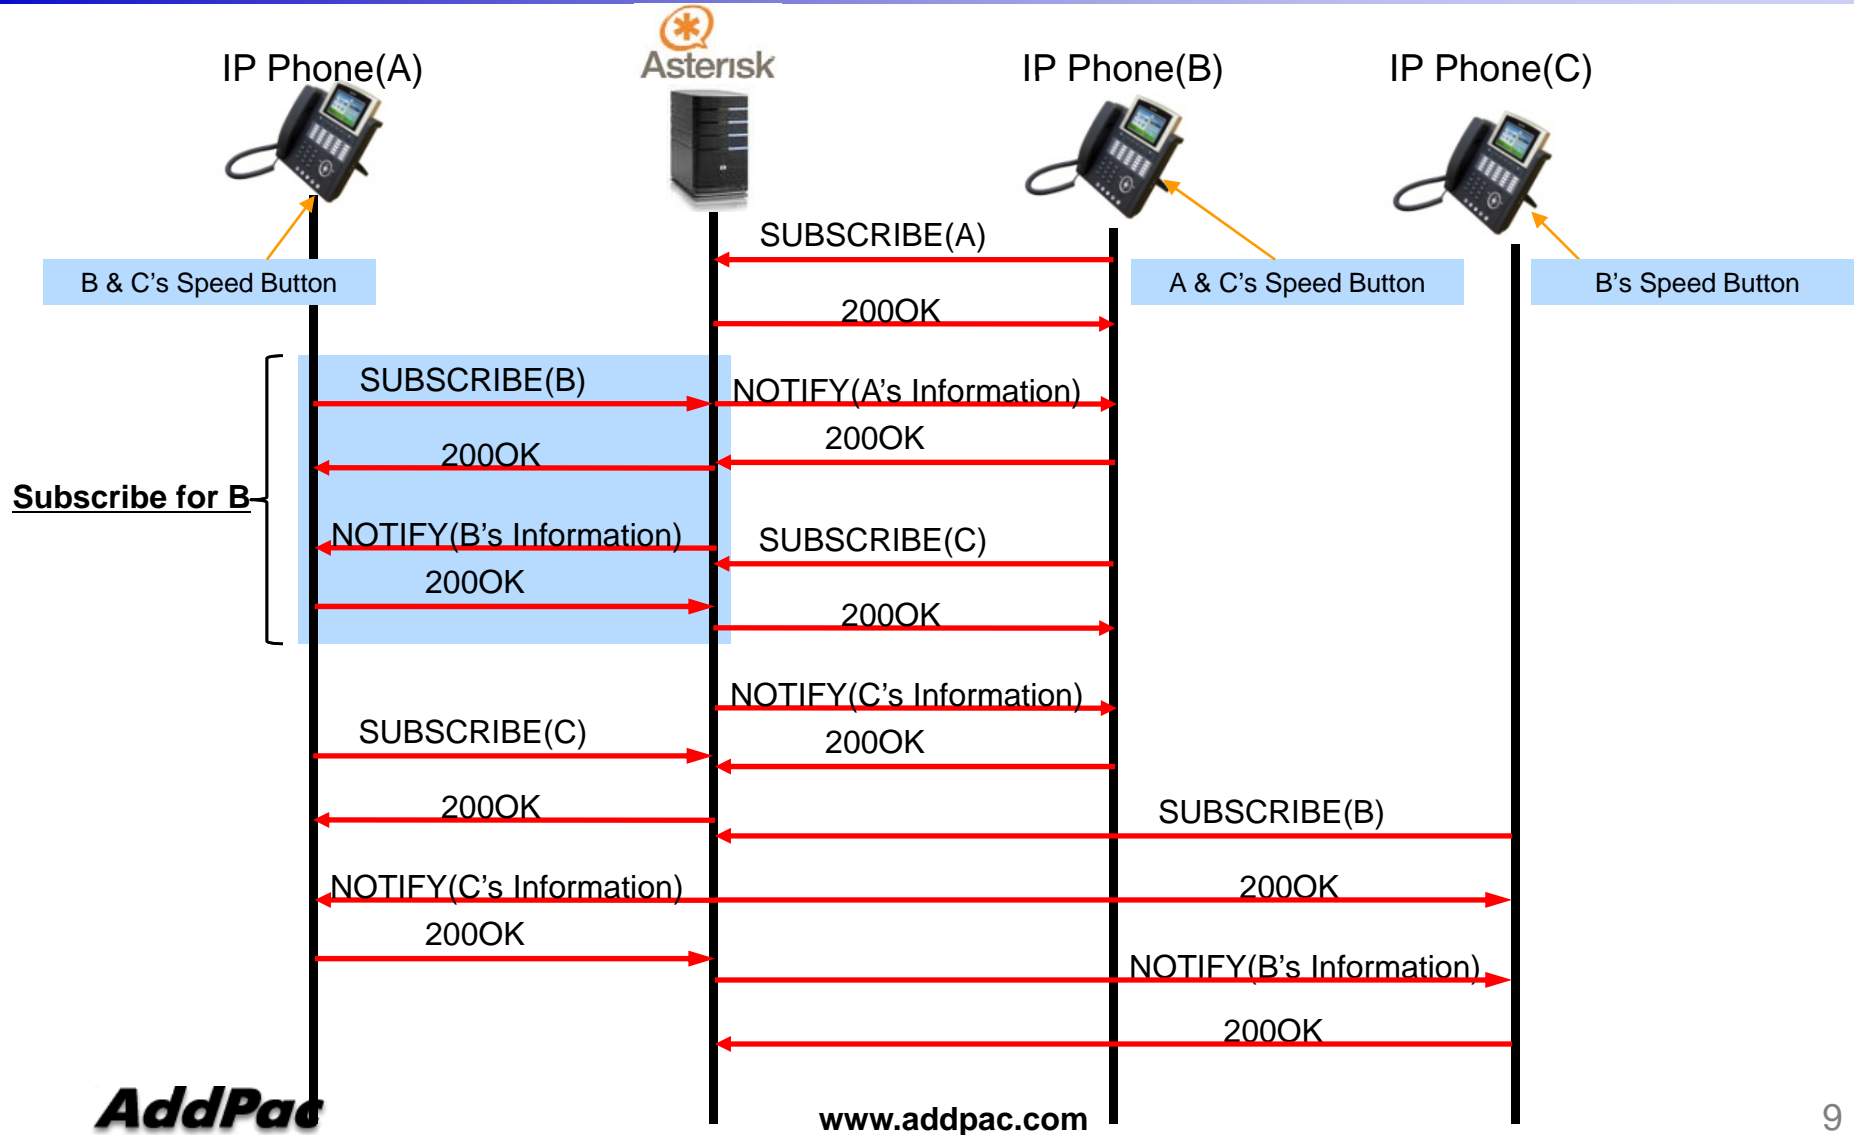 Asterisk
IP Phone(A)
IP Phone(B)
IP Phone(C)
SUBSCRIBE(A)
B & C's Speed Button
A & C's Speed Button
B's Speed Button
200OK
SUBSCRIBE(B)
NOTIFY(A's Information)
200OK
200OK
Subscribe for B
NOTIFY(B's Information)
SUBSCRIBE(C)
200OK
200OK
NOTIFY(C's Information)
SUBSCRIBE(C)
200OK
200OK
SUBSCRIBE(B)
NOTIFY(C's Information)
200OK
200OK
NOTIFY(B's Information)
200OK
AddPac
www.addpac.com
9